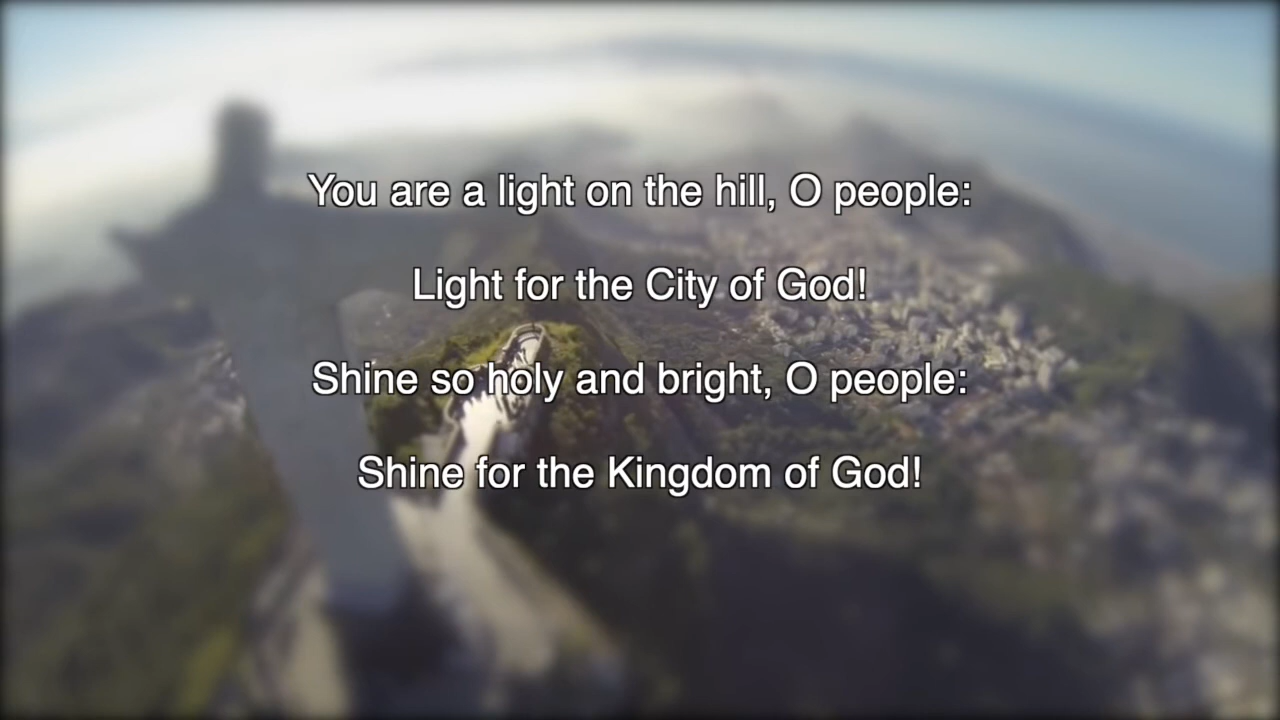 You are a light on the hill, O people:
Light for the City of God!
Shine so holy and bright, O people:
Shine for the Kingdom of God!